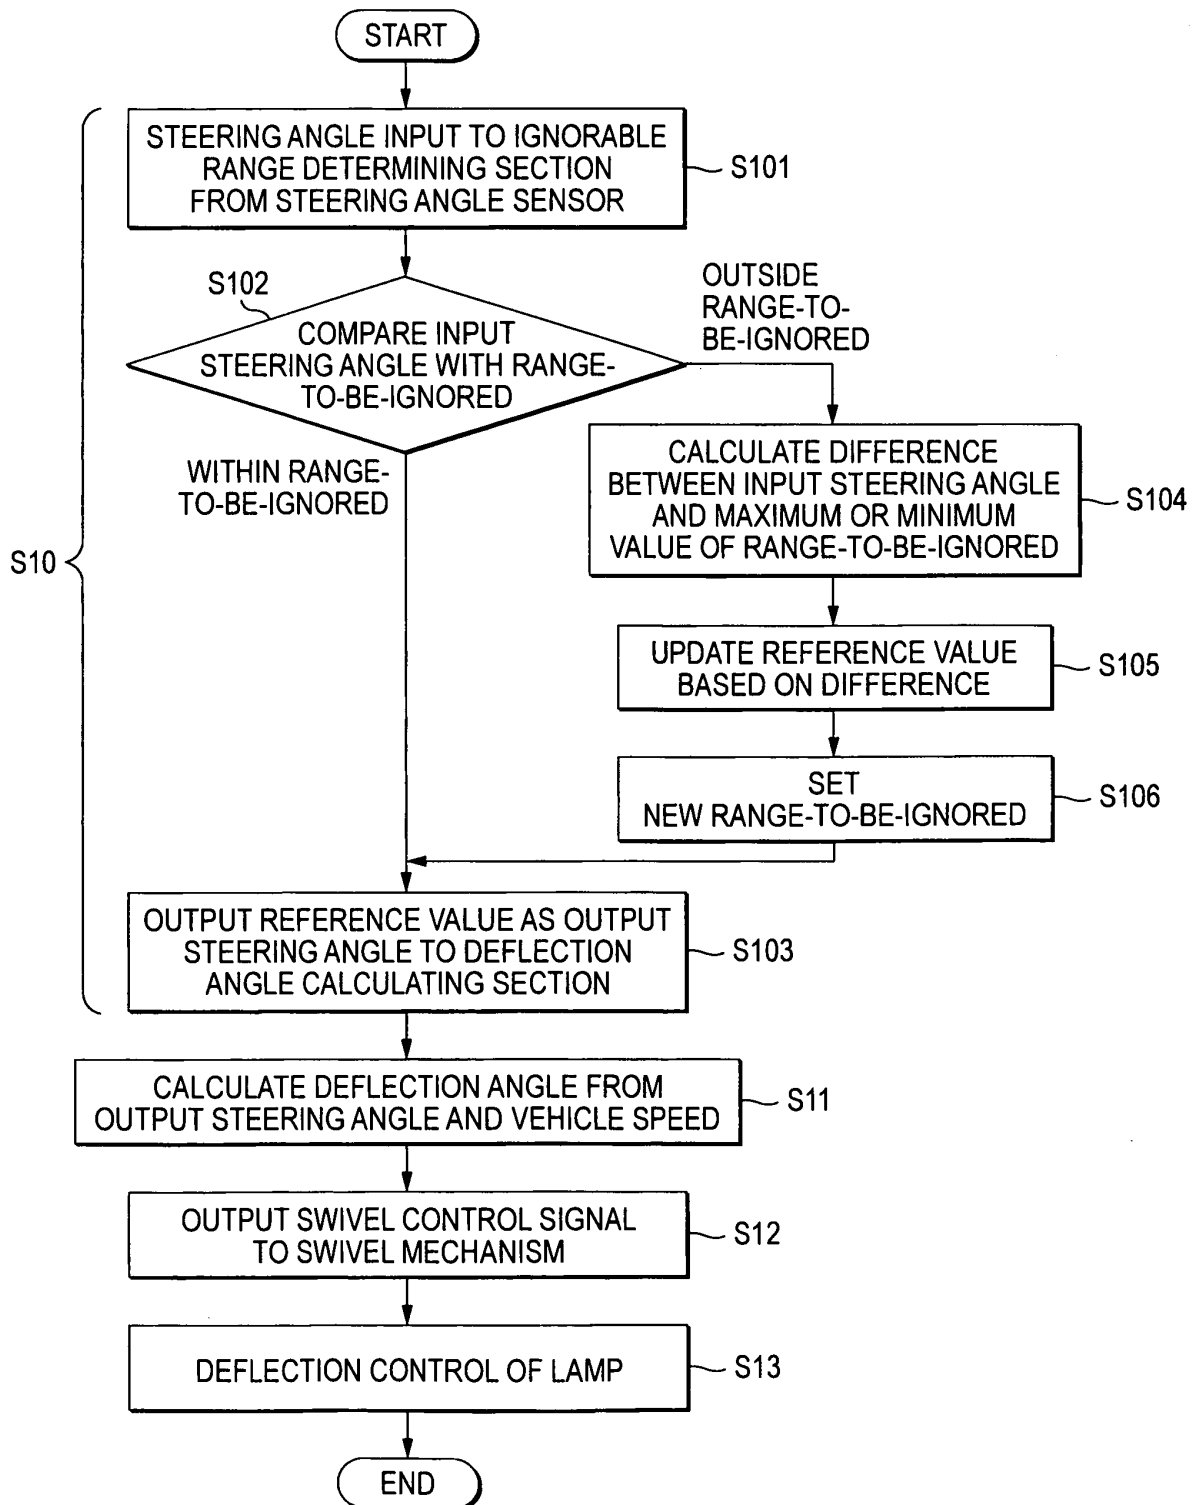 START
STEERING ANGLE INPUT TO IGNORABLE
RANGE DETERMINING SECTION
FROM STEERING ANGLE SENSOR
S101
S102
COMPARE INPUT
STEERING ANGLE WITH RANGE-
TO-BE-IGNORED
OUTSIDE
RANGE-TO-
BE-IGNORED
WITHIN RANGE-
TO-BE-IGNORED
CALCULATE DIFFERENCE
BETWEEN INPUT STEERING ANGLE
AND MAXIMUM OR MINIMUM
VALUE OF RANGE-TO-BE-IGNORED
S104
S10
UPDATE REFERENCE VALUE
BASED ON DIFFERENCE
S105
SET
NEW RANGE-TO-BE-IGNORED
S106
OUTPUT REFERENCE VALUE AS OUTPUT
STEERING ANGLE TO DEFLECTION
ANGLE CALCULATING SECTION
S103
CALCULATE DEFLECTION ANGLE FROM
OUTPUT STEERING ANGLE AND VEHICLE SPEED
S11
OUTPUT SWIVEL CONTROL SIGNAL
TO SWIVEL MECHANISM
S12
DEFLECTION CONTROL OF LAMP
S13
END